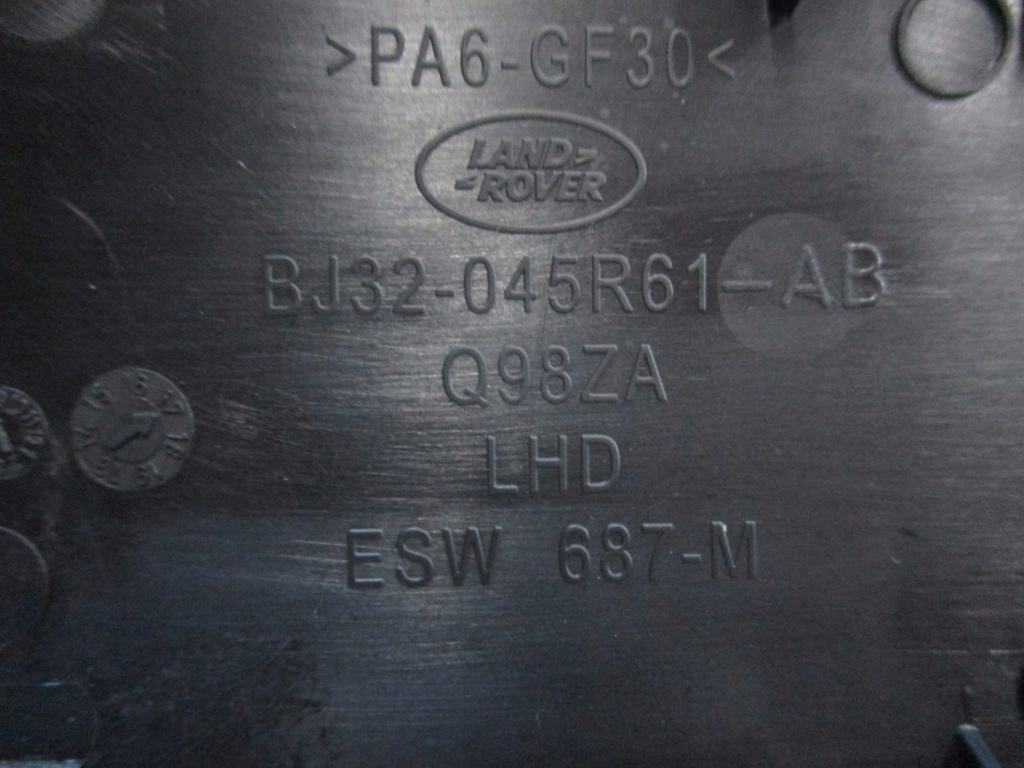 >PA6-GF30<
LAND
ROVER
BJ32-045R61-AB
Q98ZA
LHD
ESW 687-M